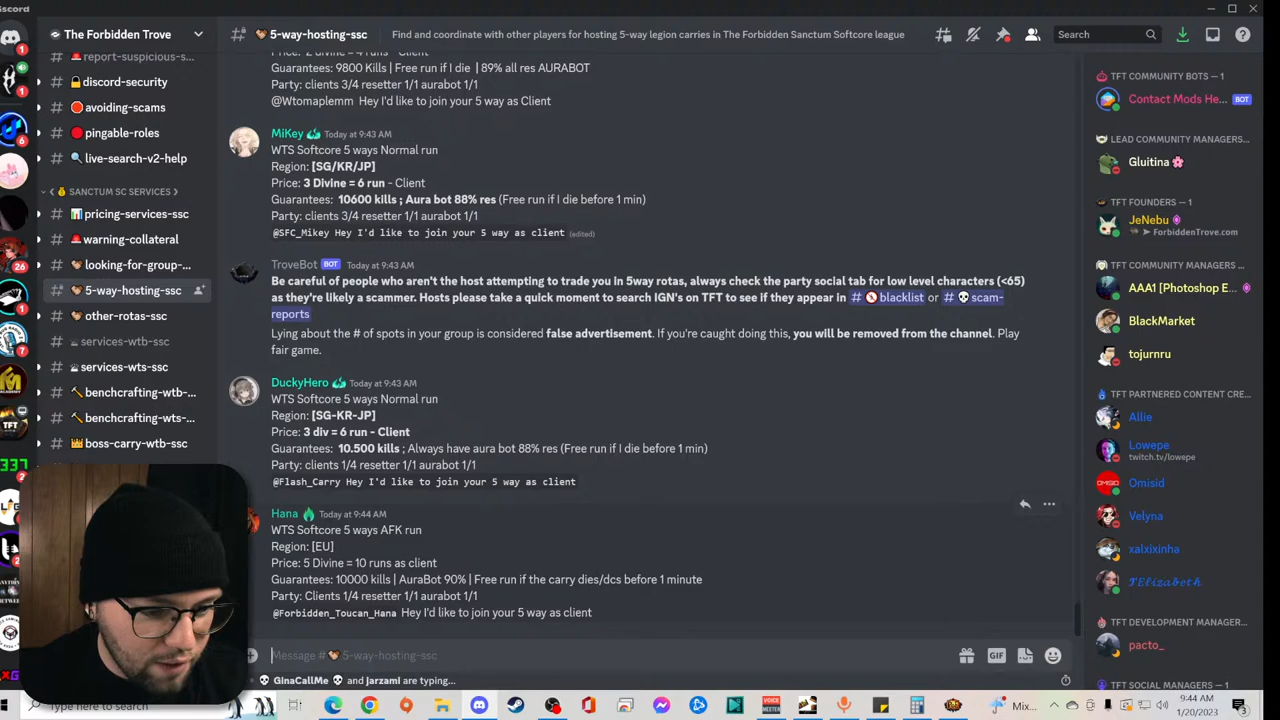 iscord
The Forbidden Trove
report-suspicious-s...
discord-security
avoiding-scams
pingable-roles
live-search-v2-help
SANCTUM SC SERVICES
pricing-services-ssc
warning-collateral
looking-for-group-...
5-way-hosting-ssc
other-rotas-ssc
services-wtb-ssc
services-wts-ssc
benchcrafting-wtb-...
benchcrafting-wts-...
boss-carry-wtb-ssc
1
6
26
7
337
5-way-hosting-ssc
Find and coordinate with other players for hosting 5-way legion carries in The Forbidden Sanctum Softcore league
Search
Guarantees: 9800 Kills | Free run if I die | 89% all res AURABOT
Party: clients 3/4 resetter 1/1 aurabot 1/1
@Wtomaplemm Hey I'd like to join your 5 way as Client
MiKey Today at 9:43 AM
WTS Softcore 5 ways Normal run
Region: [SG/KR/JP]
Price: 3 Divine = 6 run - Client
Guarantees: 10600 kills ; Aura bot 88% res (Free run if I die before 1 min)
Party: clients 3/4 resetter 1/1 aurabot 1/1
@SFC_Mikey Hey I'd like to join your 5 way as client (edited)
TroveBot BOT Today at 9:43 AM
Be careful of people who aren't the host attempting to trade you in 5way rotas, always check the party social tab for low level characters (<65)
as they're likely a scammer. Hosts please take a quick moment to search IGN's on TFT to see if they appear in # blacklist or # scam-
reports
Lying about the # of spots in your group is considered false advertisement. If you're caught doing this, you will be removed from the channel. Play
fair game.
DuckyHero Today at 9:43 AM
WTS Softcore 5 ways Normal run
Region: [SG-KR-JP]
Price: 3 div = 6 run - Client
Guarantees: 10.500 kills ; Always have aura bot 88% res (Free run if I die before 1 min)
Party: clients 1/4 resetter 1/1 aurabot 1/1
@Flash_Carry Hey I'd like to join your 5 way as client
Hana Today at 9:44 AM
WTS Softcore 5 ways AFK run
Region: [EU]
Price: 5 Divine = 10 runs as client
Guarantees: 10000 kills | AuraBot 90% | Free run if the carry dies/dcs before 1 minute
Party: Clients 1/4 resetter 1/1 aurabot 1/1
@Forbidden_Toucan_Hana Hey I'd like to join your 5 way as client
Message # 5-way-hosting-ssc
GIF
GinaCallMe and Jarzami are typing...
TFT COMMUNITY BOTS — 1
Contact Mods He... BOT
LEAD COMMUNITY MANAGERS...
Gluitina
TFT FOUNDERS — 1
JeNebu
ForbiddenTrove.com
TFT COMMUNITY MANAGERS ...
AAA1 [Photoshop E...
BlackMarket
tojurnru
TFT PARTNERED CONTENT CRE...
Allie
Lowepe
twitch.tv/lowepe
Omisid
Velyna
xalxixinha
Elizabeth
TFT DEVELOPMENT MANAGER...
pacto_
TFT SOCIAL MANAGERS — 1
Type here to search
VOICE
MEETER
Mix...
9:44 AM
1/20/2023